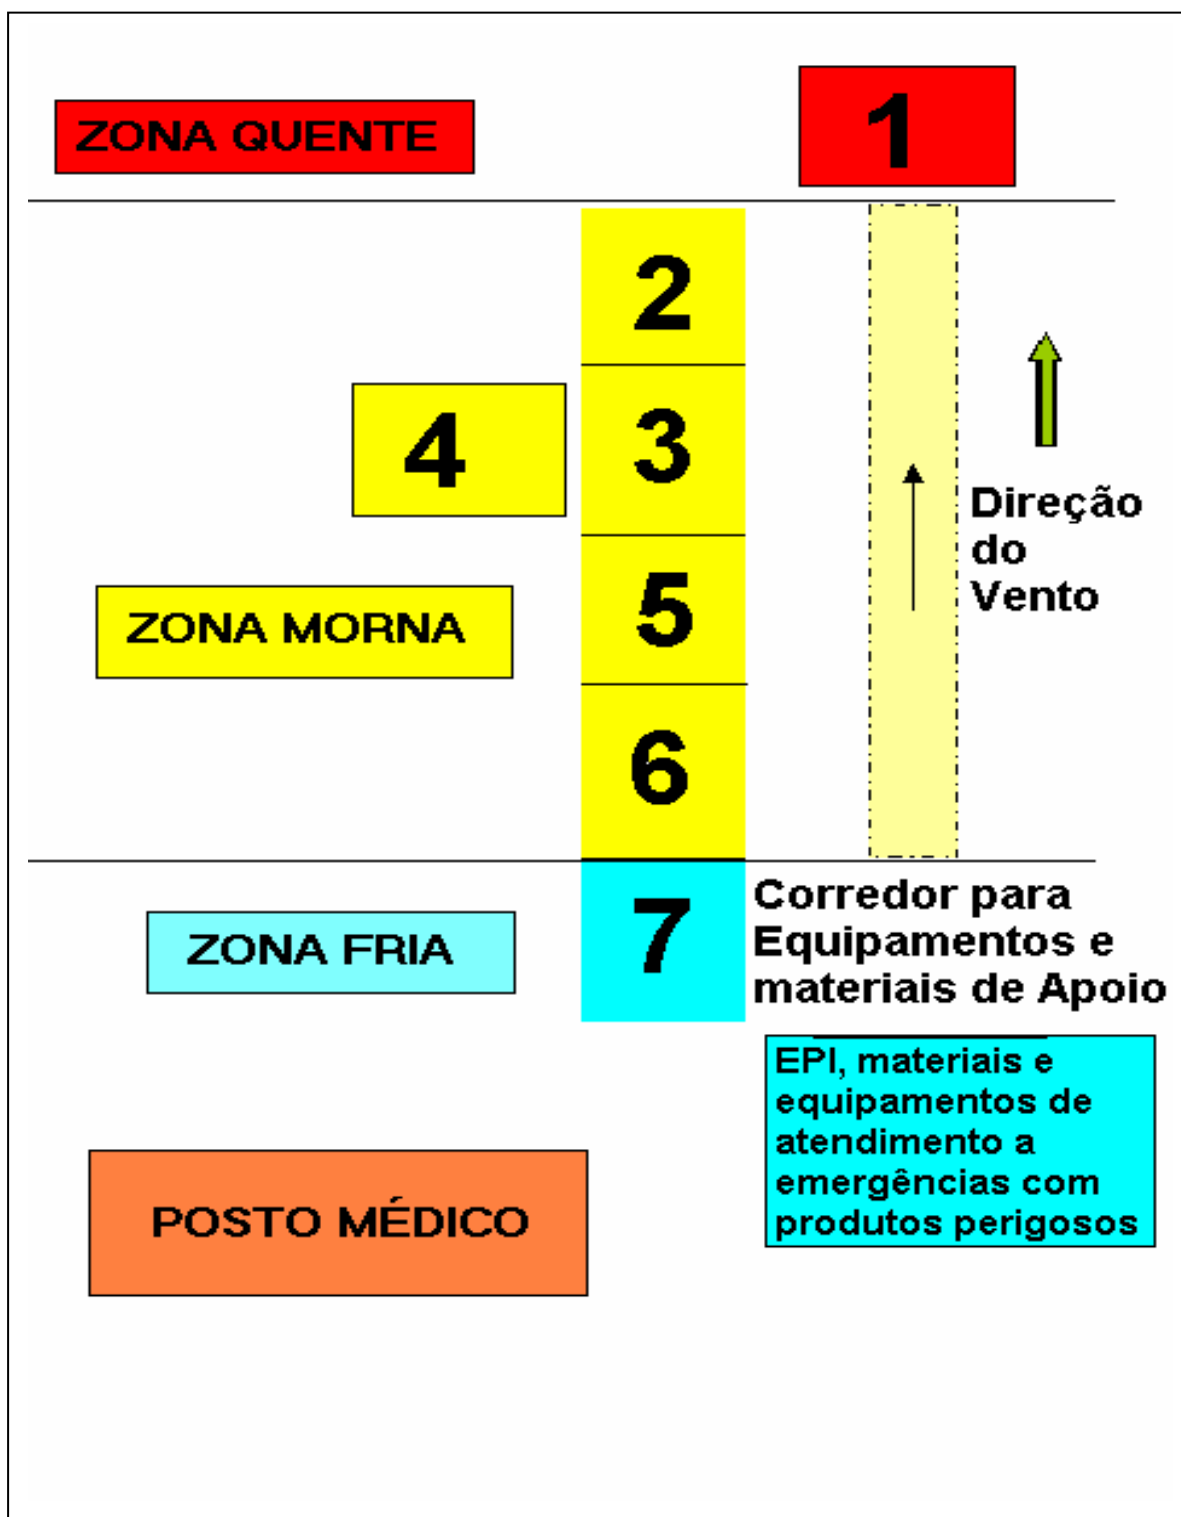 1
ZONA QUENTE
2
4
3
Direção
do
Vento
5
ZONA MORNA
6
7
Corredor para
Equipamentos e
materiais de Apoio
ZONA FRIA
EPI, materiais e
equipamentos de
atendimento a
emergências com
produtos perigosos
POSTO MÉDICO